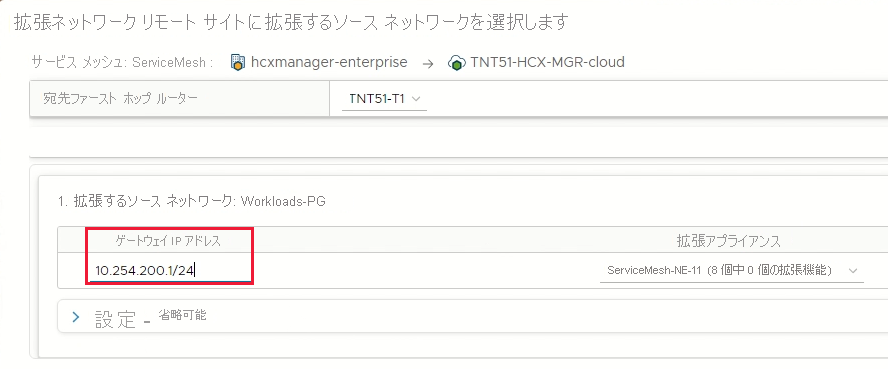 拡張ネットワーク リモート サイトに拡張するソース ネットワークを選択します
サービス メッシュ: ServiceMesh : hcxmanager-enterprise → TNT51-HCX-MGR-cloud
宛先ファースト ホップ ルーター TNT51-T1
1. 拡張するソース ネットワーク: Workloads-PG
ゲートウェイ IP アドレス 拡張アプライアンス
10.254.200.1/24 ServiceMesh-NE-11 (8 個中 0 個の拡張機能)
設定 - 省略可能